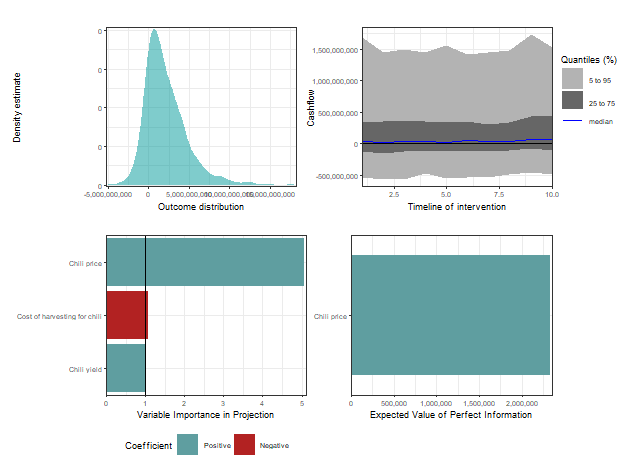 Density estimate
0
0
0
0
0
-5,000,000,000
0
5,000,000,000
Outcome distribution
Cashflow
1,500,000,000
1,000,000,000
500,000,000
0
-500,000,000
2.5
5.0
7.5
10.0
Timeline of intervention
Quantiles (%)
5 to 95
25 to 75
median
Chili price
Cost of harvesting for chili
Chili yield
0
1
2
3
4
5
Variable Importance in Projection
Coefficient
Positive
Negative
Chili price
0
500,000
1,000,000
1,500,000
2,000,000
Expected Value of Perfect Information